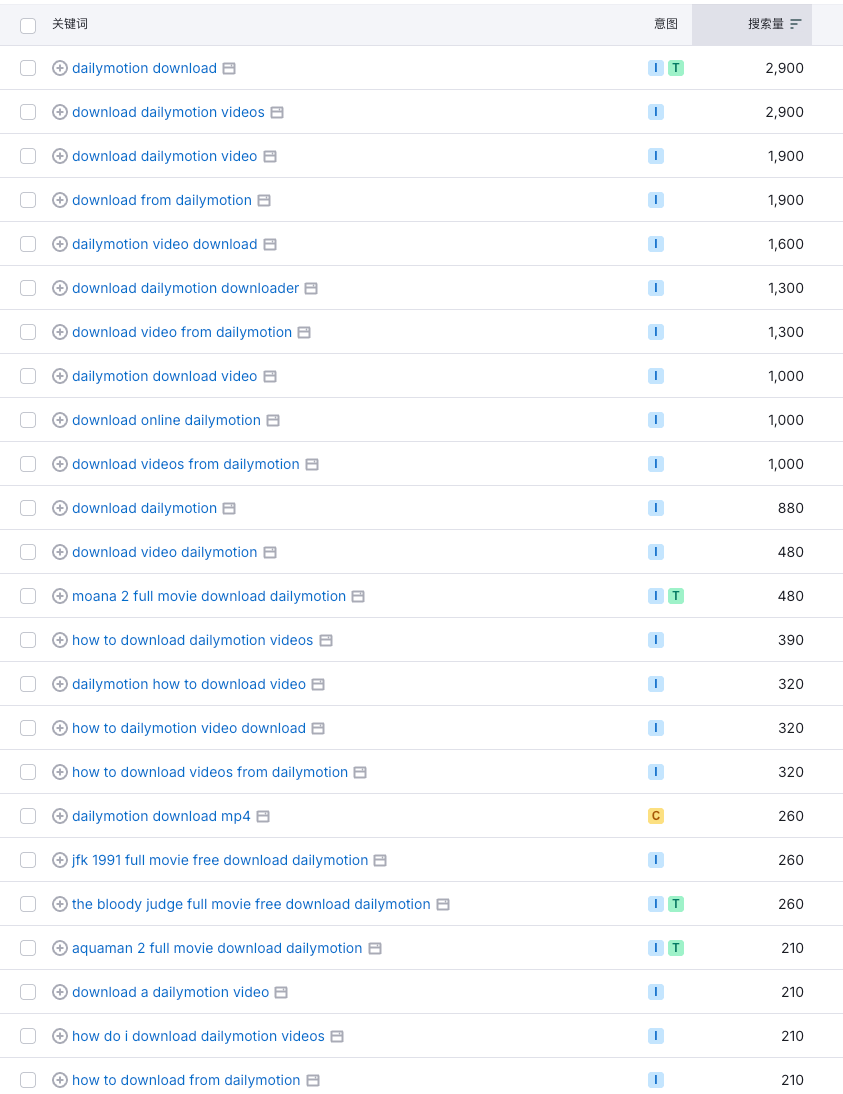 关键词 意图 搜索量
dailymotion download I T 2,900
download dailymotion videos I 2,900
download dailymotion video I 1,900
download from dailymotion I 1,900
dailymotion video download I 1,600
download dailymotion downloader I 1,300
download video from dailymotion I 1,300
dailymotion download video I 1,000
download online dailymotion I 1,000
download videos from dailymotion I 1,000
download dailymotion I 880
download video dailymotion I 480
moana 2 full movie download dailymotion I T 480
how to download dailymotion videos I 390
dailymotion how to download video I 320
how to dailymotion video download I 320
how to download videos from dailymotion I 320
dailymotion download mp4 C 260
jfk 1991 full movie free download dailymotion I 260
the bloody judge full movie free download dailymotion I T 260
aquaman 2 full movie download dailymotion I T 210
download a dailymotion video I 210
how do i download dailymotion videos I 210
how to download from dailymotion I 210